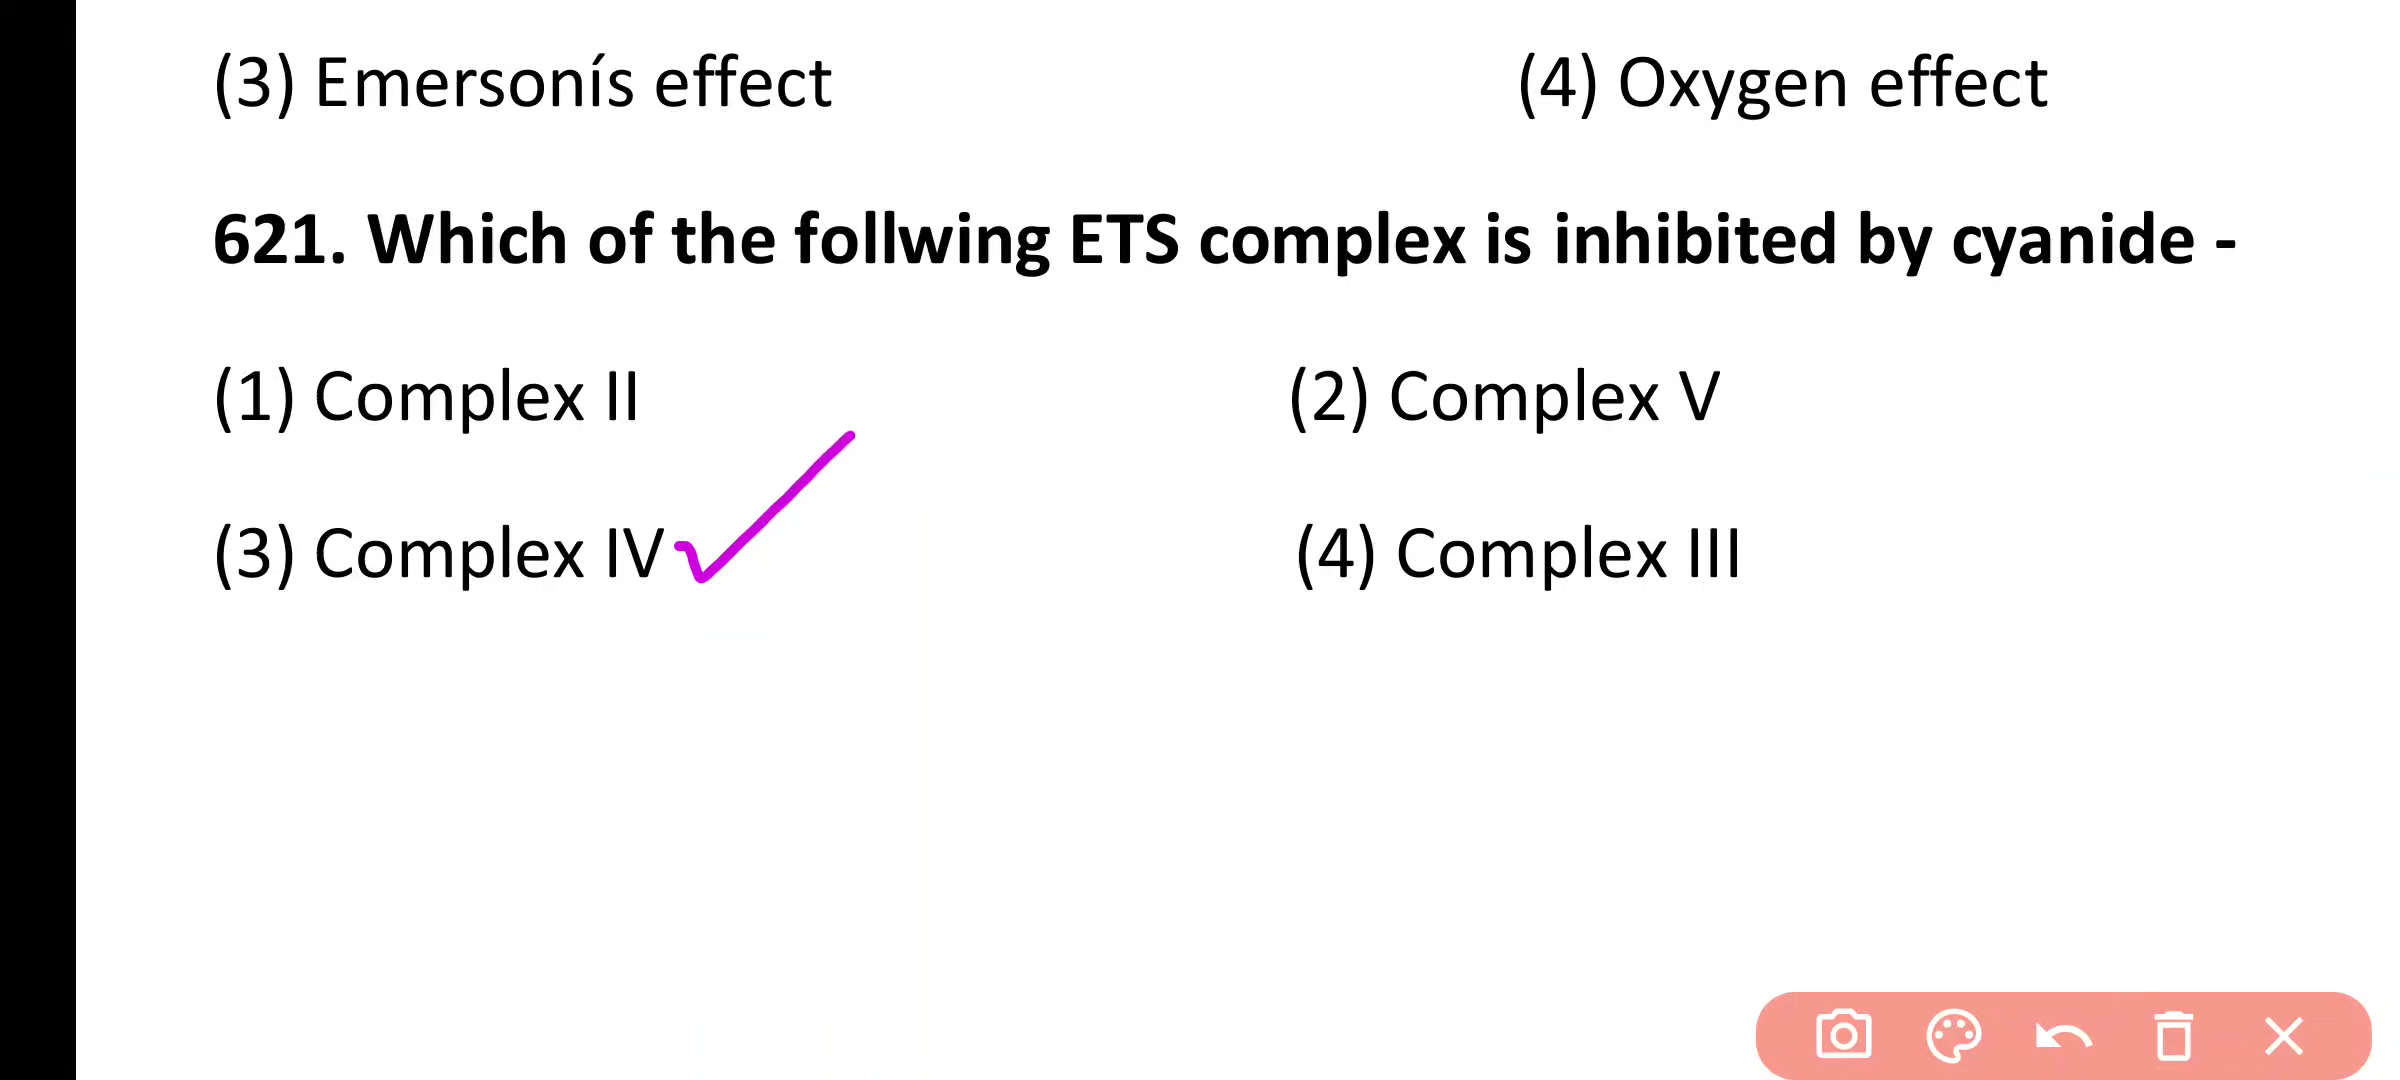 (3) Emersonís effect (4) Oxygen effect
621. Which of the follwing ETS complex is inhibited by cyanide -
(1) Complex II (2) Complex V
(3) Complex IV (4) Complex III